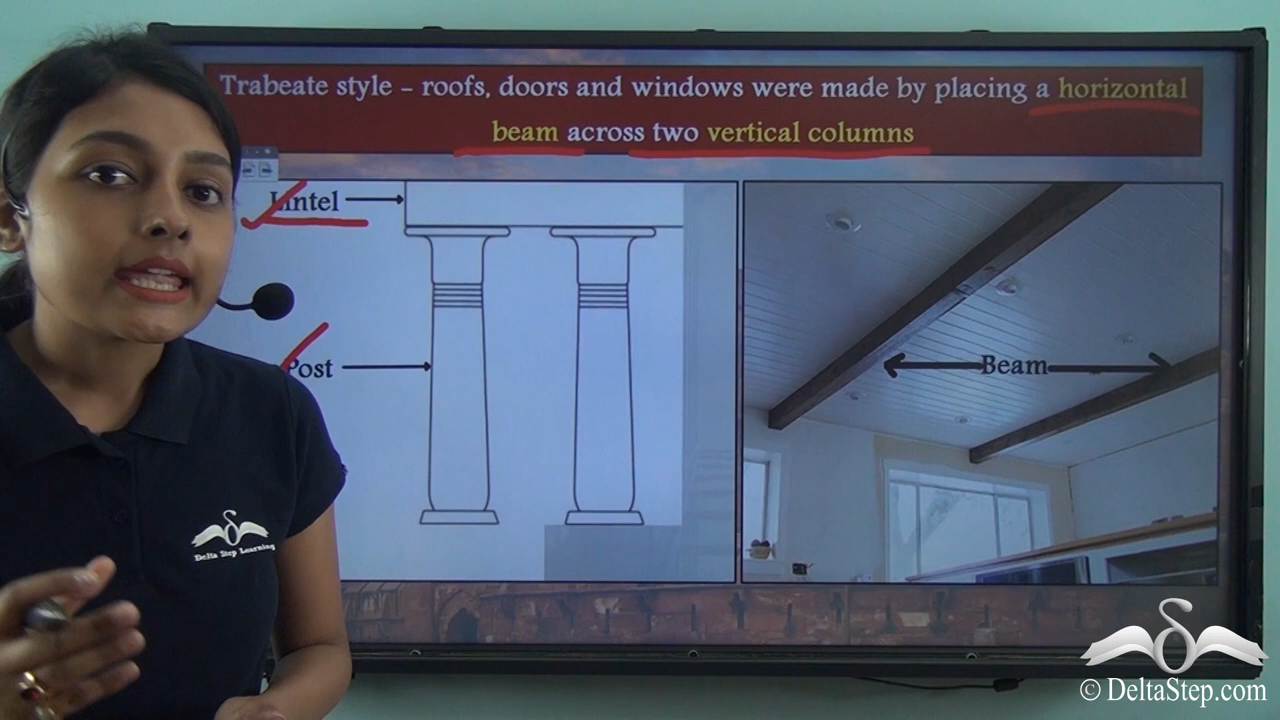 Trabeate style – roofs, doors and windows were made by placing a horizontal
beam across two vertical columns
Lintel
Post
Beam
Delta Step Learning
© DeltaStep.com